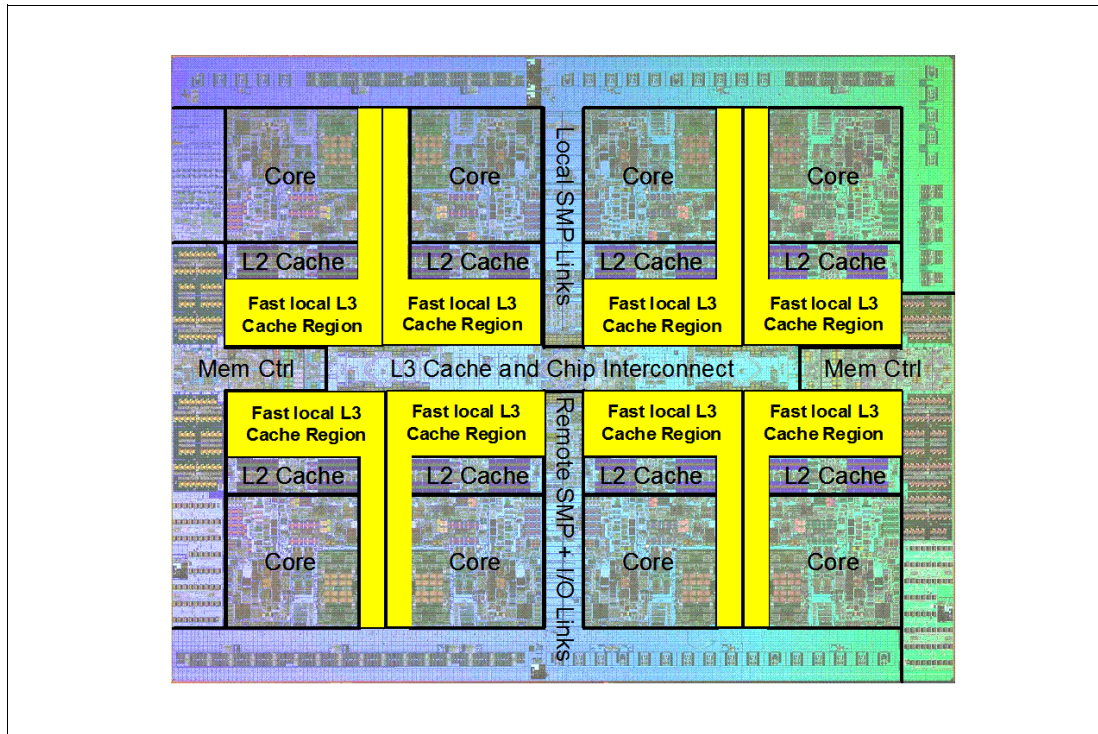 Core
Core
Core
Core
Local SMP Links
L2 Cache
L2 Cache
L2 Cache
L2 Cache
Fast local L3
Cache Region
Fast local L3
Cache Region
Fast local L3
Cache Region
Fast local L3
Cache Region
Mem Ctrl
L3 Cache and Chip Interconnect
Mem Ctrl
Fast local L3
Cache Region
Fast local L3
Cache Region
Fast local L3
Cache Region
Fast local L3
Cache Region
Remote SMP + I/O Links
L2 Cache
L2 Cache
L2 Cache
L2 Cache
Core
Core
Core
Core